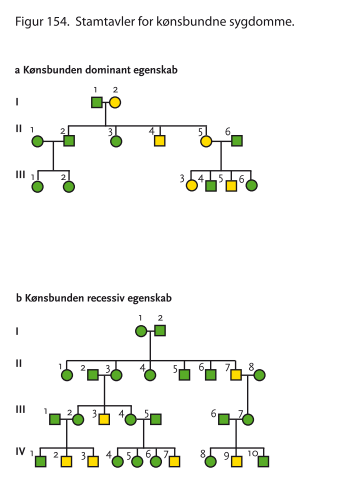 Figur 154. Stamtavler for kønsbundne sygdomme.
a Kønsbunden dominant egenskab
1 2
I
II 1 2 3 4 5 6
III 1 2 3 4 5 6
b Kønsbunden recessiv egenskab
1 2
I
II 1 2 3 4 5 6 7 8
III 1 2 3 4 5 6 7
IV 1 2 3 4 5 6 7 8 9 10